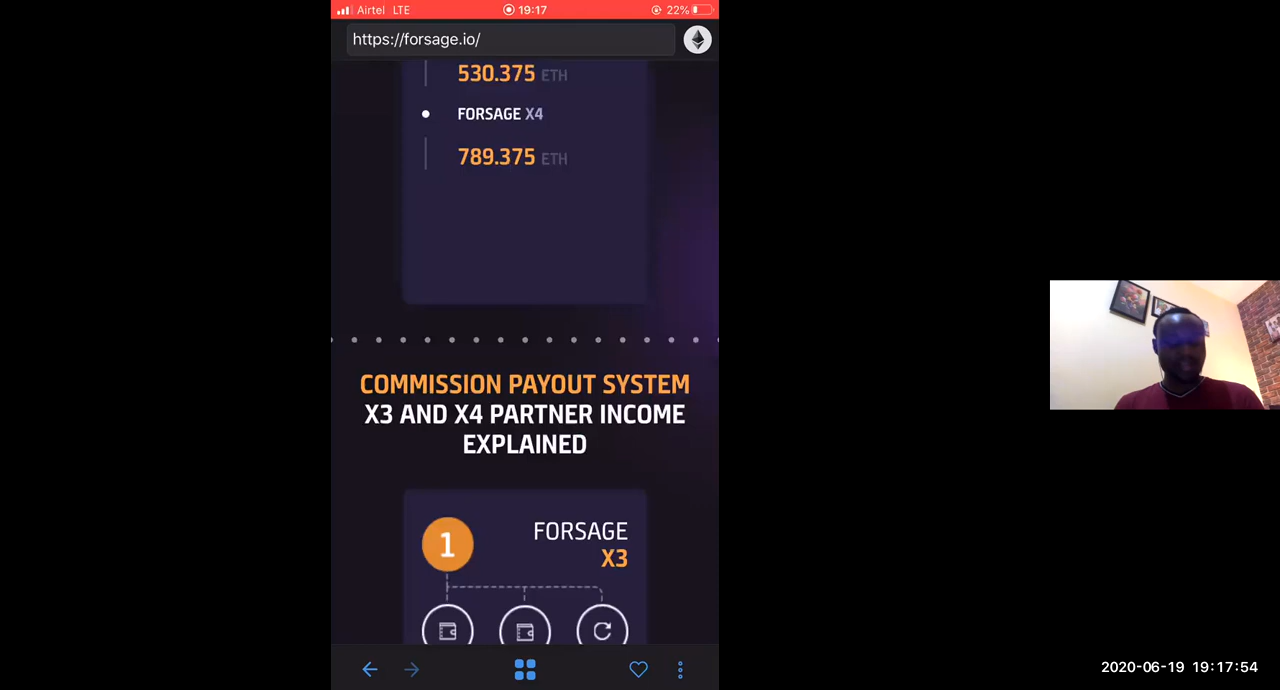 Airtel LTE 19:17 22%
https://forsage.io/
530.375 ETH
FORSAGE X4
789.375 ETH
COMMISSION PAYOUT SYSTEM
X3 AND X4 PARTNER INCOME
EXPLAINED
1
FORSAGE
X3
2020-06-19 19:17:54